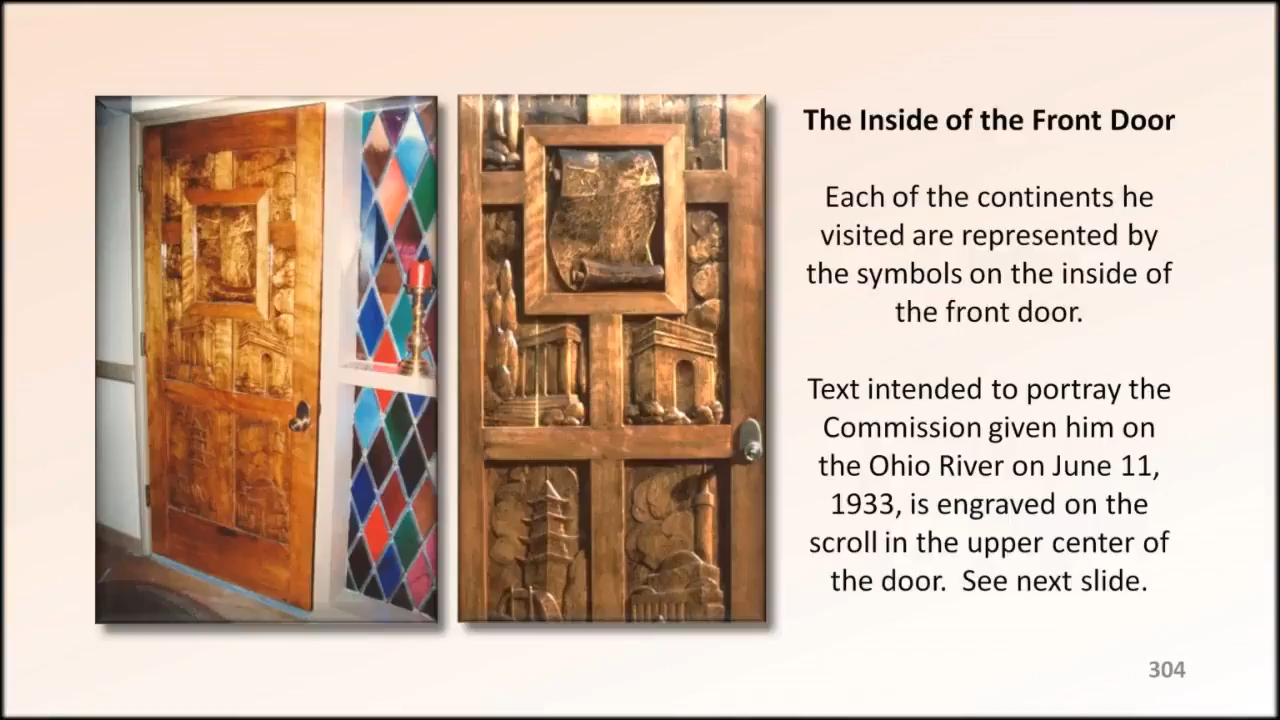 The Inside of the Front Door
Each of the continents he
visited are represented by
the symbols on the inside of
the front door.
Text intended to portray the
Commission given him on
the Ohio River on June 11,
1933, is engraved on the
scroll in the upper center of
the door.  See next slide.
304